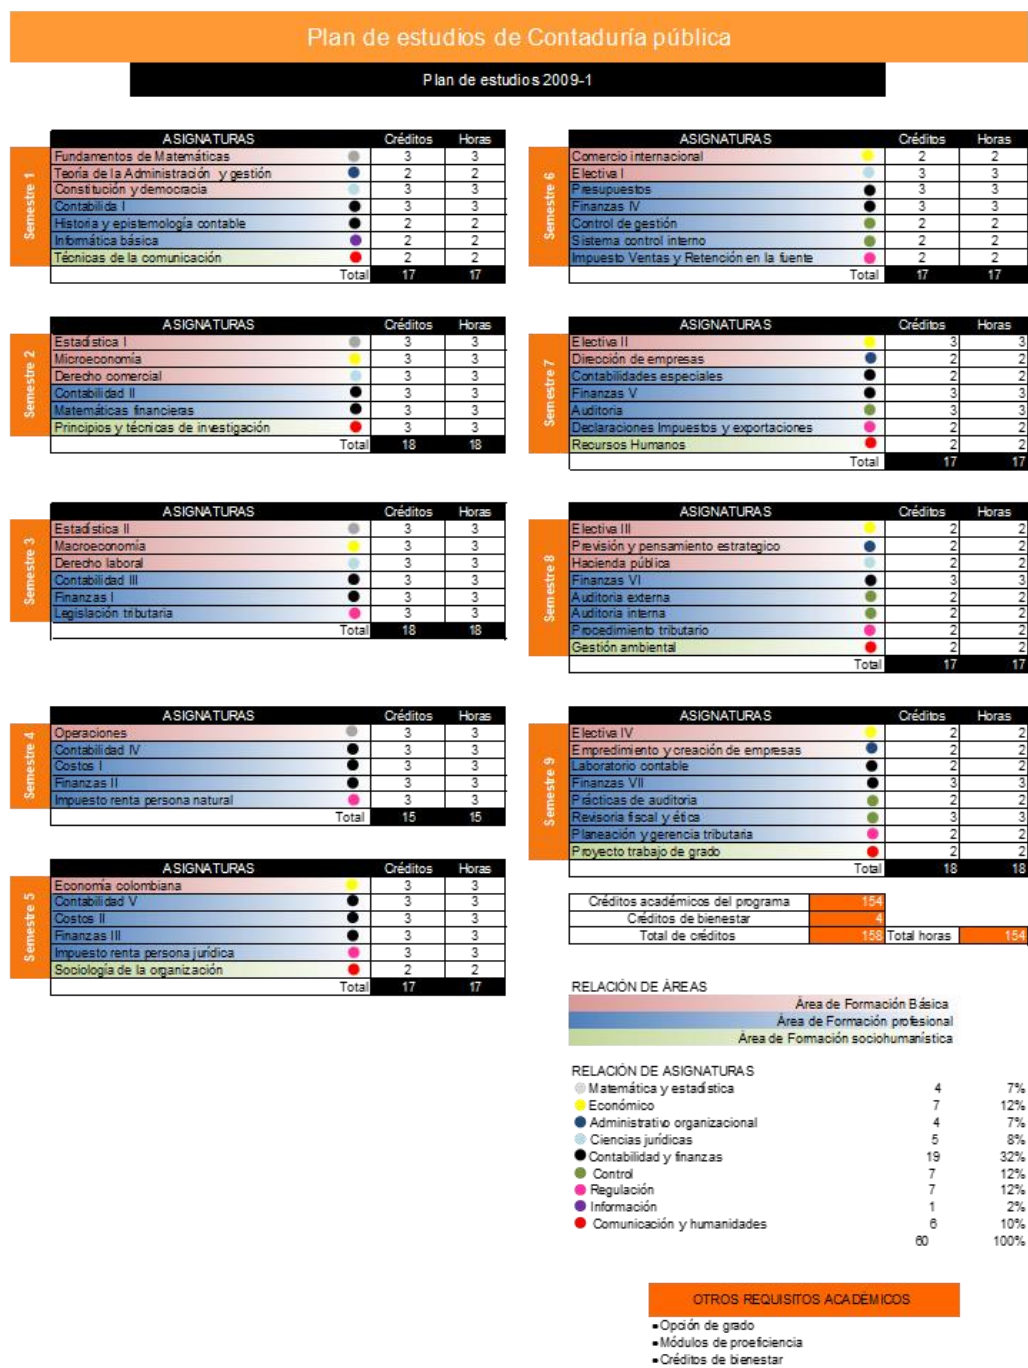 Plan de estudios de Contaduría pública
Plan de estudios 2009-1
Semestre 1
ASIGNATURAS Créditos Horas
Fundamentos de Matemáticas 3 3
Teoría de la Administración y gestión 2 2
Constitución y democracia 3 3
Contabilida I 3 3
Historia y epistemología contable 2 2
Informática básica 2 2
Técnicas de la comunicación 2 2
Total 17 17
Semestre 2
ASIGNATURAS Créditos Horas
Estadística I 3 3
Microeconomía 3 3
Derecho comercial 3 3
Contabilidad II 3 3
Matemáticas financieras 3 3
Principios y técnicas de investigación 3 3
Total 18 18
Semestre 3
ASIGNATURAS Créditos Horas
Estadística II 3 3
Macroeconomía 3 3
Derecho laboral 3 3
Contabilidad III 3 3
Finanzas I 3 3
Legislación tributaria 3 3
Total 18 18
Semestre 4
ASIGNATURAS Créditos Horas
Operaciones 3 3
Contabilidad IV 3 3
Costos I 3 3
Finanzas II 3 3
Impuesto renta persona natural 3 3
Total 15 15
Semestre 5
ASIGNATURAS Créditos Horas
Economía colombiana 3 3
Contabilidad V 3 3
Costos II 3 3
Finanzas III 3 3
Impuesto renta persona jurídica 3 3
Sociología de la organización 2 2
Total 17 17
Semestre 6
ASIGNATURAS Créditos Horas
Comercio internacional 2 2
Electiva I 3 3
Presupuestos 3 3
Finanzas IV 3 3
Control de gestión 2 2
Sistema control interno 2 2
Impuesto Ventas y Retención en la fuente 2 2
Total 17 17
Semestre 7
ASIGNATURAS Créditos Horas
Electiva II 3 3
Dirección de empresas 2 2
Contabilidades especiales 2 2
Finanzas V 3 3
Auditoria 3 3
Declaraciones Impuestos y exportaciones 2 2
Recursos Humanos 2 2
Total 17 17
Semestre 8
ASIGNATURAS Créditos Horas
Electiva III 2 2
Previsión y pensamiento estrategico 2 2
Hacienda pública 2 2
Finanzas VI 3 3
Auditoria externa 2 2
Auditoria interna 2 2
Procedimiento tributario 2 2
Gestión ambiental 2 2
Total 17 17
Semestre 9
ASIGNATURAS Créditos Horas
Electiva IV 2 2
Empredimiento y creación de empresas 2 2
Laboratorio contable 2 2
Finanzas VII 3 3
Prácticas de auditoria 2 2
Revisoria fiscal y ética 3 3
Planeación y gerencia tributaria 2 2
Proyecto trabajo de grado 2 2
Total 18 18
Créditos académicos del programa 154
Créditos de bienestar 4
Total de créditos 158 Total horas 154
RELACIÓN DE ÁREAS
Área de Formación Básica
Área de Formación profesional
Área de Formación sociohumanística
RELACIÓN DE ASIGNATURAS
Matemática y estadística 4 7%
Económico 7 12%
Administrativo organizacional 4 7%
Ciencias jurídicas 5 8%
Contabilidad y finanzas 19 32%
Control 7 12%
Regulación 7 12%
Información 1 2%
Comunicación y humanidades 6 10%
60 100%
OTROS REQUISITOS ACADÉMICOS
Opción de grado
Módulos de proeficiencia
Créditos de bienestar